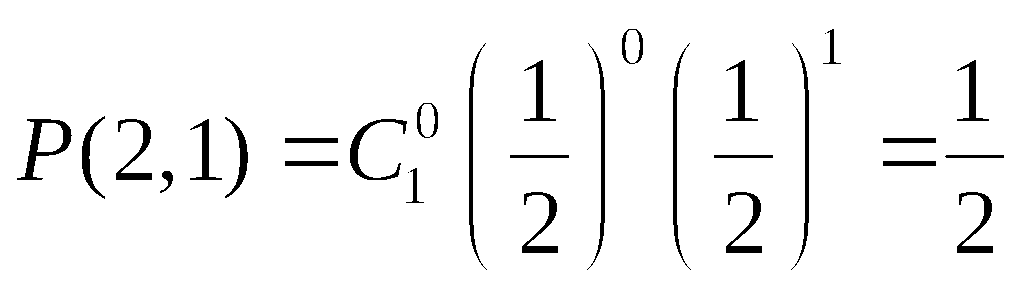 P(2,1) = C_1^0 (1/2)^0 (1/2)^1 = 1/2